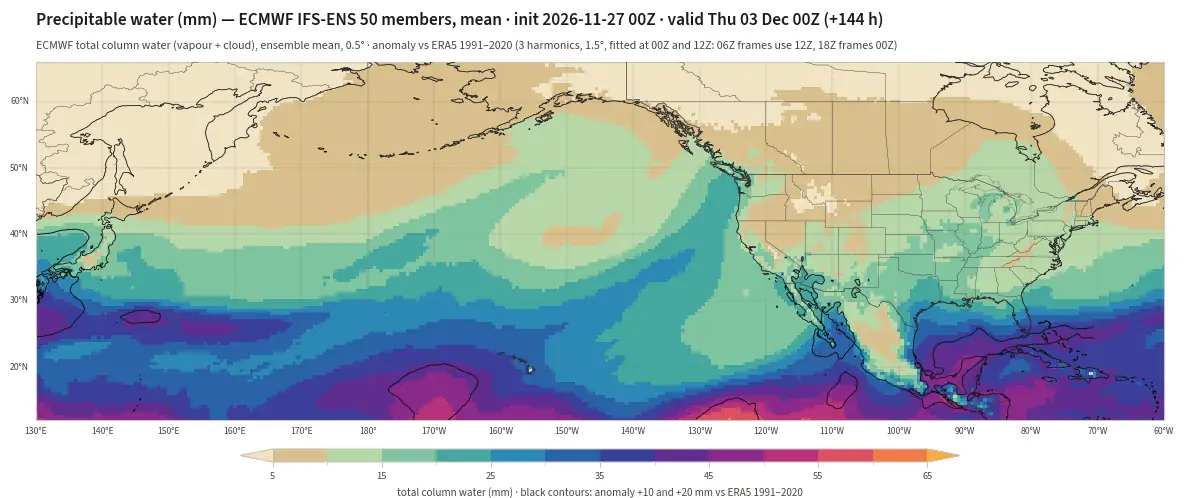 Precipitable water (mm) — ECMWF IFS-ENS 50 members, mean · init 2026-11-27 00Z · valid Thu 03 Dec 00Z (+144 h)
ECMWF total column water (vapour + cloud), ensemble mean, 0.5° · anomaly vs ERA5 1991–2020 (3 harmonics, 1.5°, fitted at 00Z and 12Z: 06Z frames use 12Z, 18Z frames 00Z)
60°N
50°N
40°N
30°N
20°N
130°E 140°E 150°E 160°E 170°E 180° 170°W 160°W 150°W 140°W 130°W 120°W 110°W 100°W 90°W 80°W 70°W 60°W
5 15 25 35 45 55 65
total column water (mm) · black contours: anomaly +10 and +20 mm vs ERA5 1991–2020